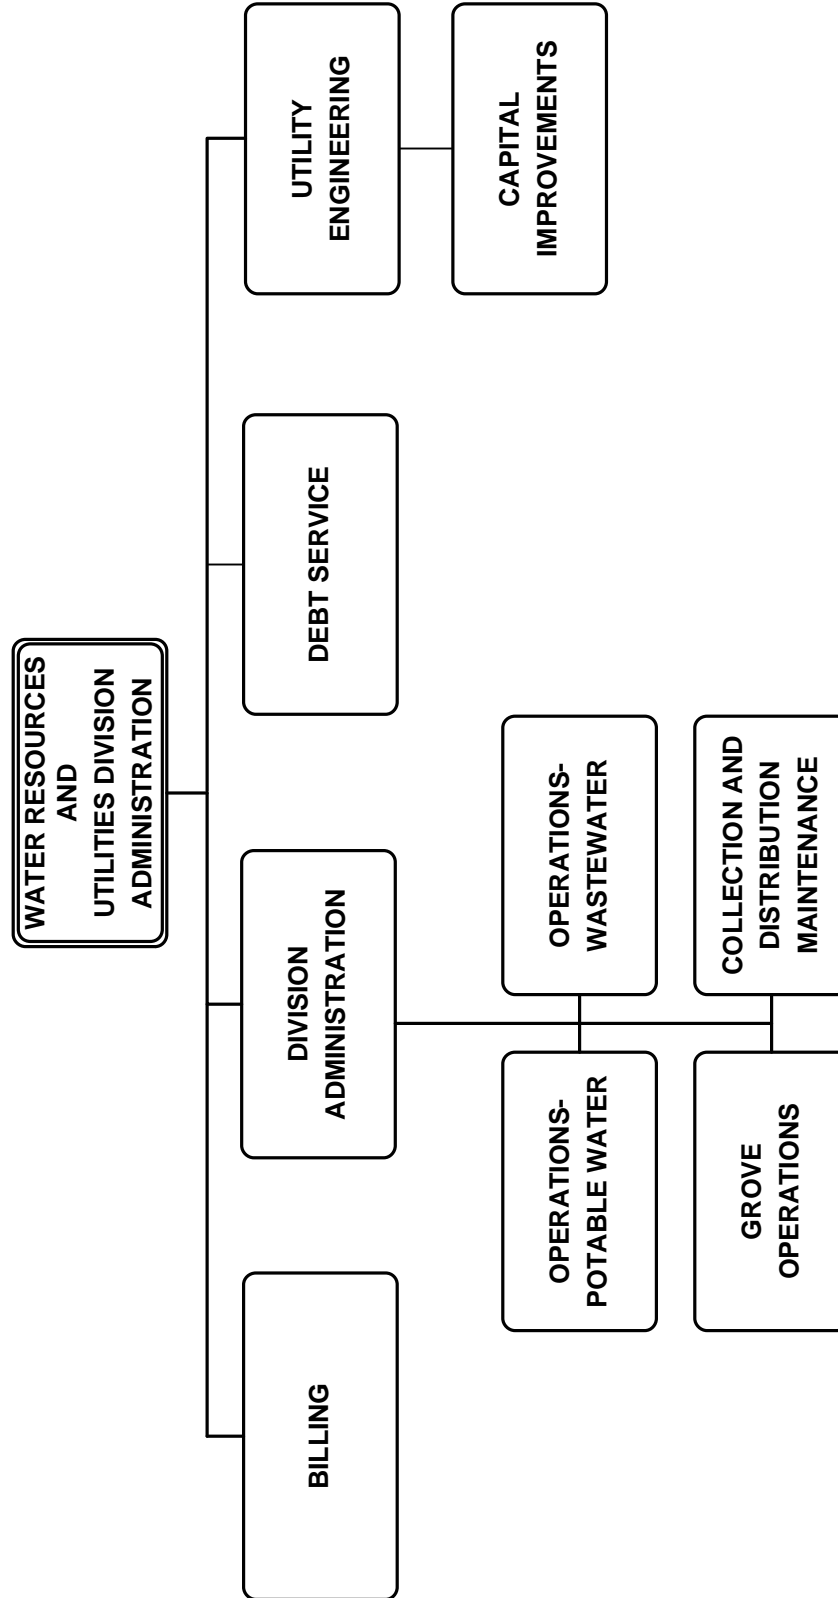 WATER RESOURCES
AND
UTILITIES DIVISION
ADMINISTRATION
BILLING
DIVISION
ADMINISTRATION
DEBT SERVICE
UTILITY
ENGINEERING
OPERATIONS-
POTABLE WATER
OPERATIONS-
WASTEWATER
CAPITAL
IMPROVEMENTS
GROVE
OPERATIONS
COLLECTION AND
DISTRIBUTION
MAINTENANCE